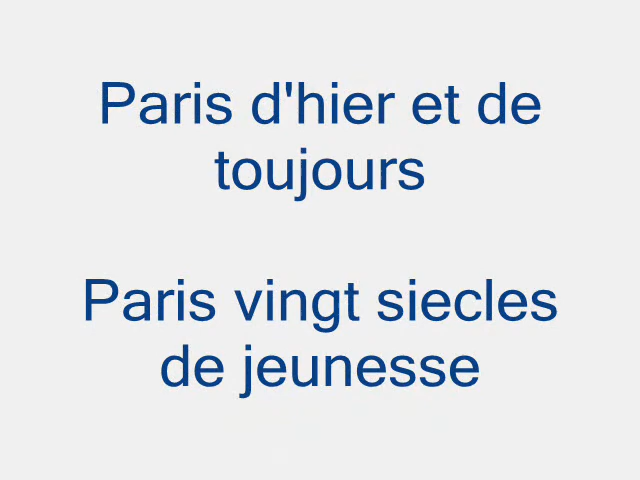 Paris d'hier et de
toujours
Paris vingt siecles
de jeunesse